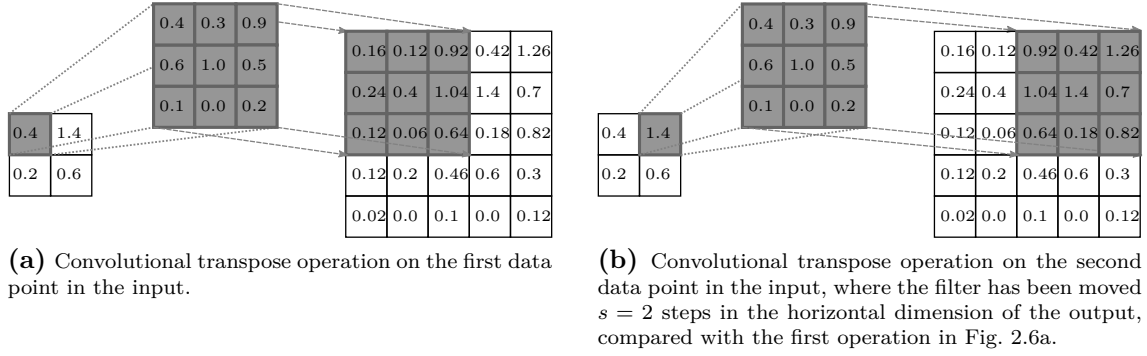 0.4 0.3 0.9
0.6 1.0 0.5
0.1 0.0 0.2
0.4 1.4
0.2 0.6
0.16 0.12 0.92 0.42 1.26
0.24 0.4 1.04 1.4 0.7
0.12 0.06 0.64 0.18 0.82
0.12 0.2 0.46 0.6 0.3
0.02 0.0 0.1 0.0 0.12
(a) Convolutional transpose operation on the first data
point in the input.
0.4 0.3 0.9
0.6 1.0 0.5
0.1 0.0 0.2
0.4 1.4
0.2 0.6
0.16 0.12 0.92 0.42 1.26
0.24 0.4 1.04 1.4 0.7
0.12 0.06 0.64 0.18 0.82
0.12 0.2 0.46 0.6 0.3
0.02 0.0 0.1 0.0 0.12
(b) Convolutional transpose operation on the second
data point in the input, where the filter has been moved
s = 2 steps in the horizontal dimension of the output,
compared with the first operation in Fig. 2.6a.